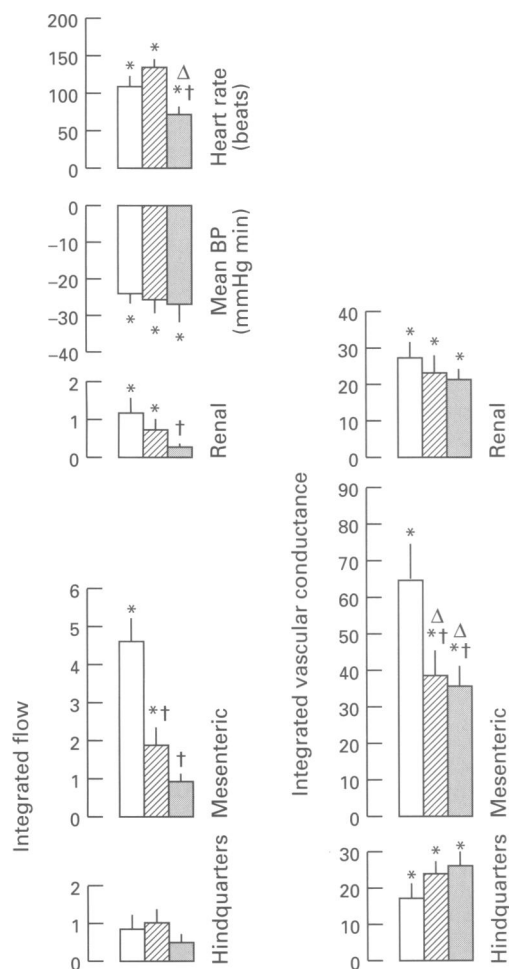 200
150
100
50
0
* * Δ
*†
Heart rate
(beats)
0
−10
−20
−30
−40
* * *
Mean BP
(mmHg min)
2
1
0
* * †
Renal
6
5
4
3
2
1
0
* *† †
Mesenteric
2
1
0
Hindquarters
Integrated flow
40
30
20
10
0
* * *
Renal
90
80
70
60
50
40
30
20
10
0
* Δ Δ
*† *†
Mesenteric
30
20
10
0
* * *
Hindquarters
Integrated vascular conductance